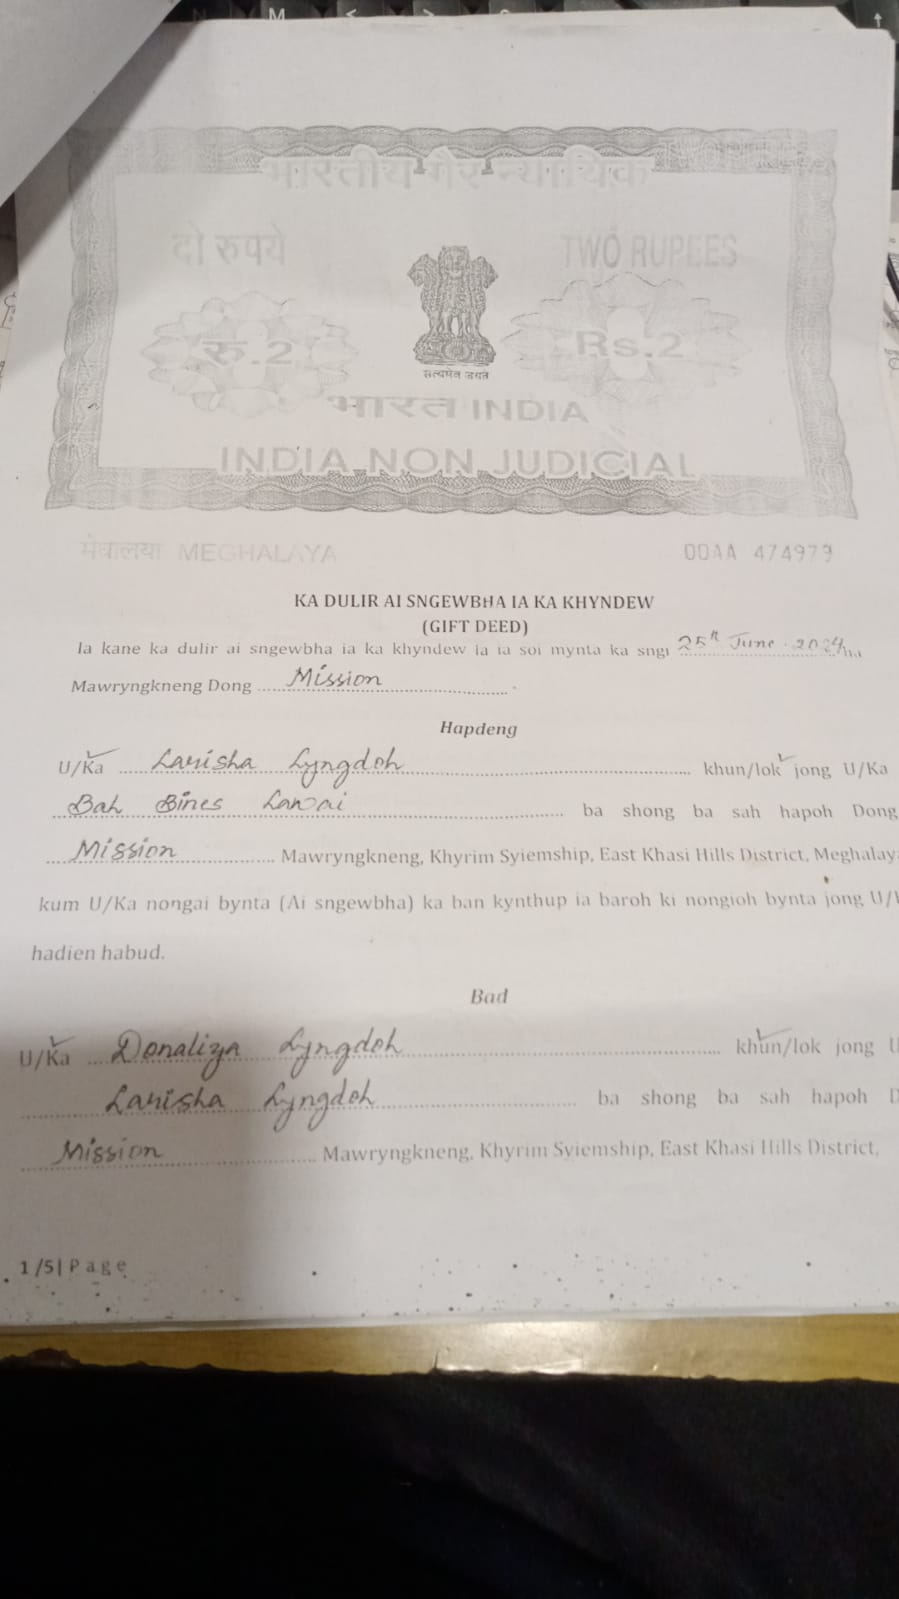 भारतीय गैर न्यायिक
दो रुपये TWO RUPEES
रु.2 Rs.2
सत्यमेव जयते
भारत INDIA
INDIA NON JUDICIAL
मेघालया MEGHALAYA 00AA 474979
KA DULIR AI SNGEWBHA IA KA KHYNDEW
(GIFT DEED)
Ia kane ka dulir ai sngewbha ia ka khyndew la ia soi mynta ka sngi 25th June 2024 ha
Mawryngkneng Dong Mission
Hapdeng
U/Ka Larisha Lyngdoh khun/lok jong U/Ka
Bah Bines Lawai ba shong ba sah hapoh Dong
Mission Mawryngkneng, Khyrim Syiemship, East Khasi Hills District, Meghalay
kum U/Ka nongai bynta (Ai sngewbha) ka ban kynthup ia baroh ki nongioh bynta jong U/
hadien habud.
Bad
U/Ka Donaliza Lyngdoh khun/lok jong U
Larisha Lyngdoh ba shong ba sah hapoh D
Mission Mawryngkneng, Khyrim Syiemship, East Khasi Hills District,
1/5| Page